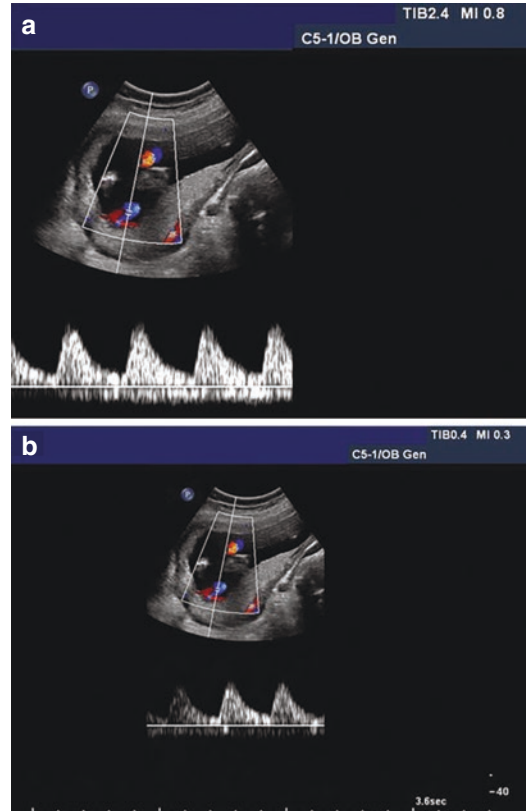 a
TIB2.4 MI 0.8
C5-1/OB Gen
P
b
TIB0.4 MI 0.3
C5-1/OB Gen
P
-40
3.6sec